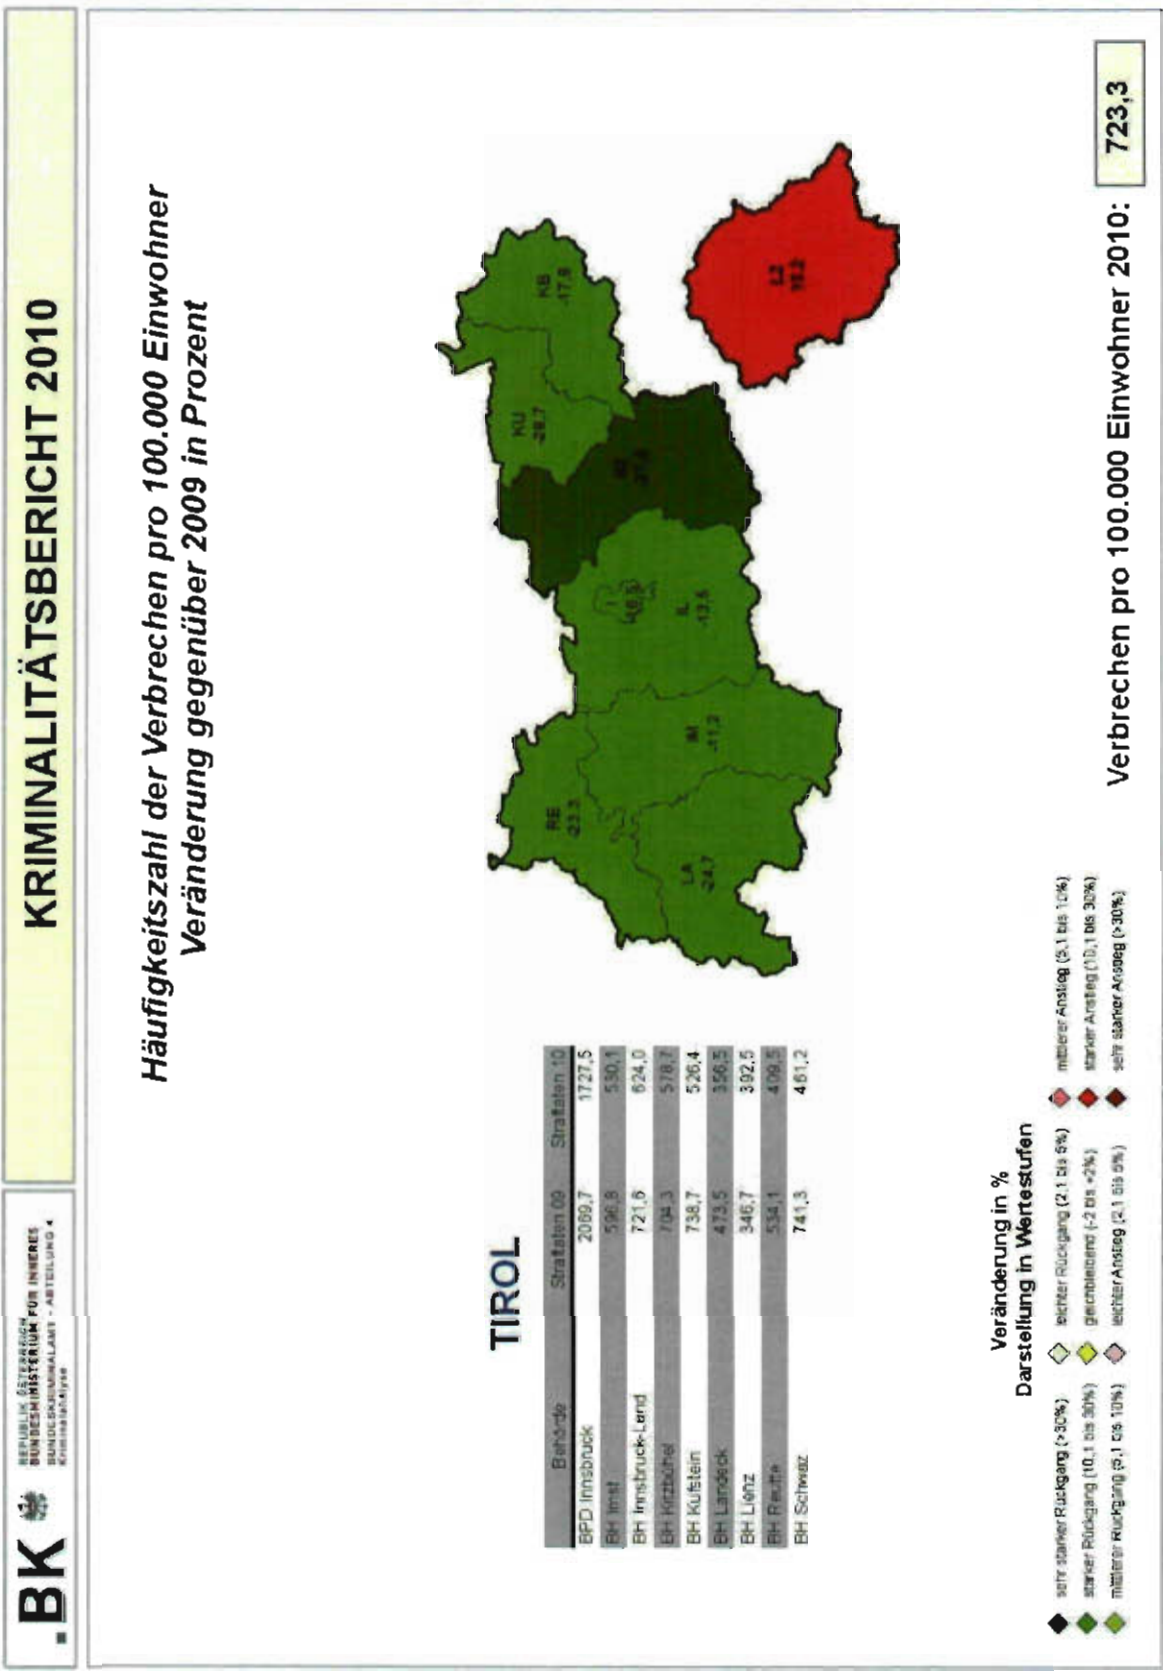 .BK
REPUBLIK ÖSTERREICH
BUNDESMINISTERIUM FÜR INNERES
BUNDESKRIMINALAMT - ABTEILUNG 4
Kriminalanalyse
KRIMINALITÄTSBERICHT 2010
Häufigkeitszahl der Verbrechen pro 100.000 Einwohner
Veränderung gegenüber 2009 in Prozent
TIROL
Behörde Straftaten 09 Straftaten 10
BPD Innsbruck 2069,7 1727,5
BH Imst 596,8 530,1
BH Innsbruck-Land 721,6 624,0
BH Kitzbühel 704,3 578,7
BH Kufstein 738,7 526,4
BH Landeck 473,5 356,5
BH Lienz 346,7 392,5
BH Reutte 534,1 409,5
BH Schwaz 741,3 461,2
RE
-23,3
LA
-24,7
IM
-11,2
IL
-13,5
KU
-28,7
KB
-17,8
LZ
Veränderung in %
Darstellung in Wertestufen
sehr starker Rückgang (>30%)
starker Rückgang (10,1 bis 30%)
mittlerer Rückgang (5,1 bis 10%)
leichter Rückgang (2,1 bis 5%)
gleichbleibend (-2 bis +2%)
leichter Anstieg (2,1 bis 5%)
mittlerer Anstieg (5,1 bis 10%)
starker Anstieg (10,1 bis 30%)
sehr starker Anstieg (>30%)
Verbrechen pro 100.000 Einwohner 2010: 723,3